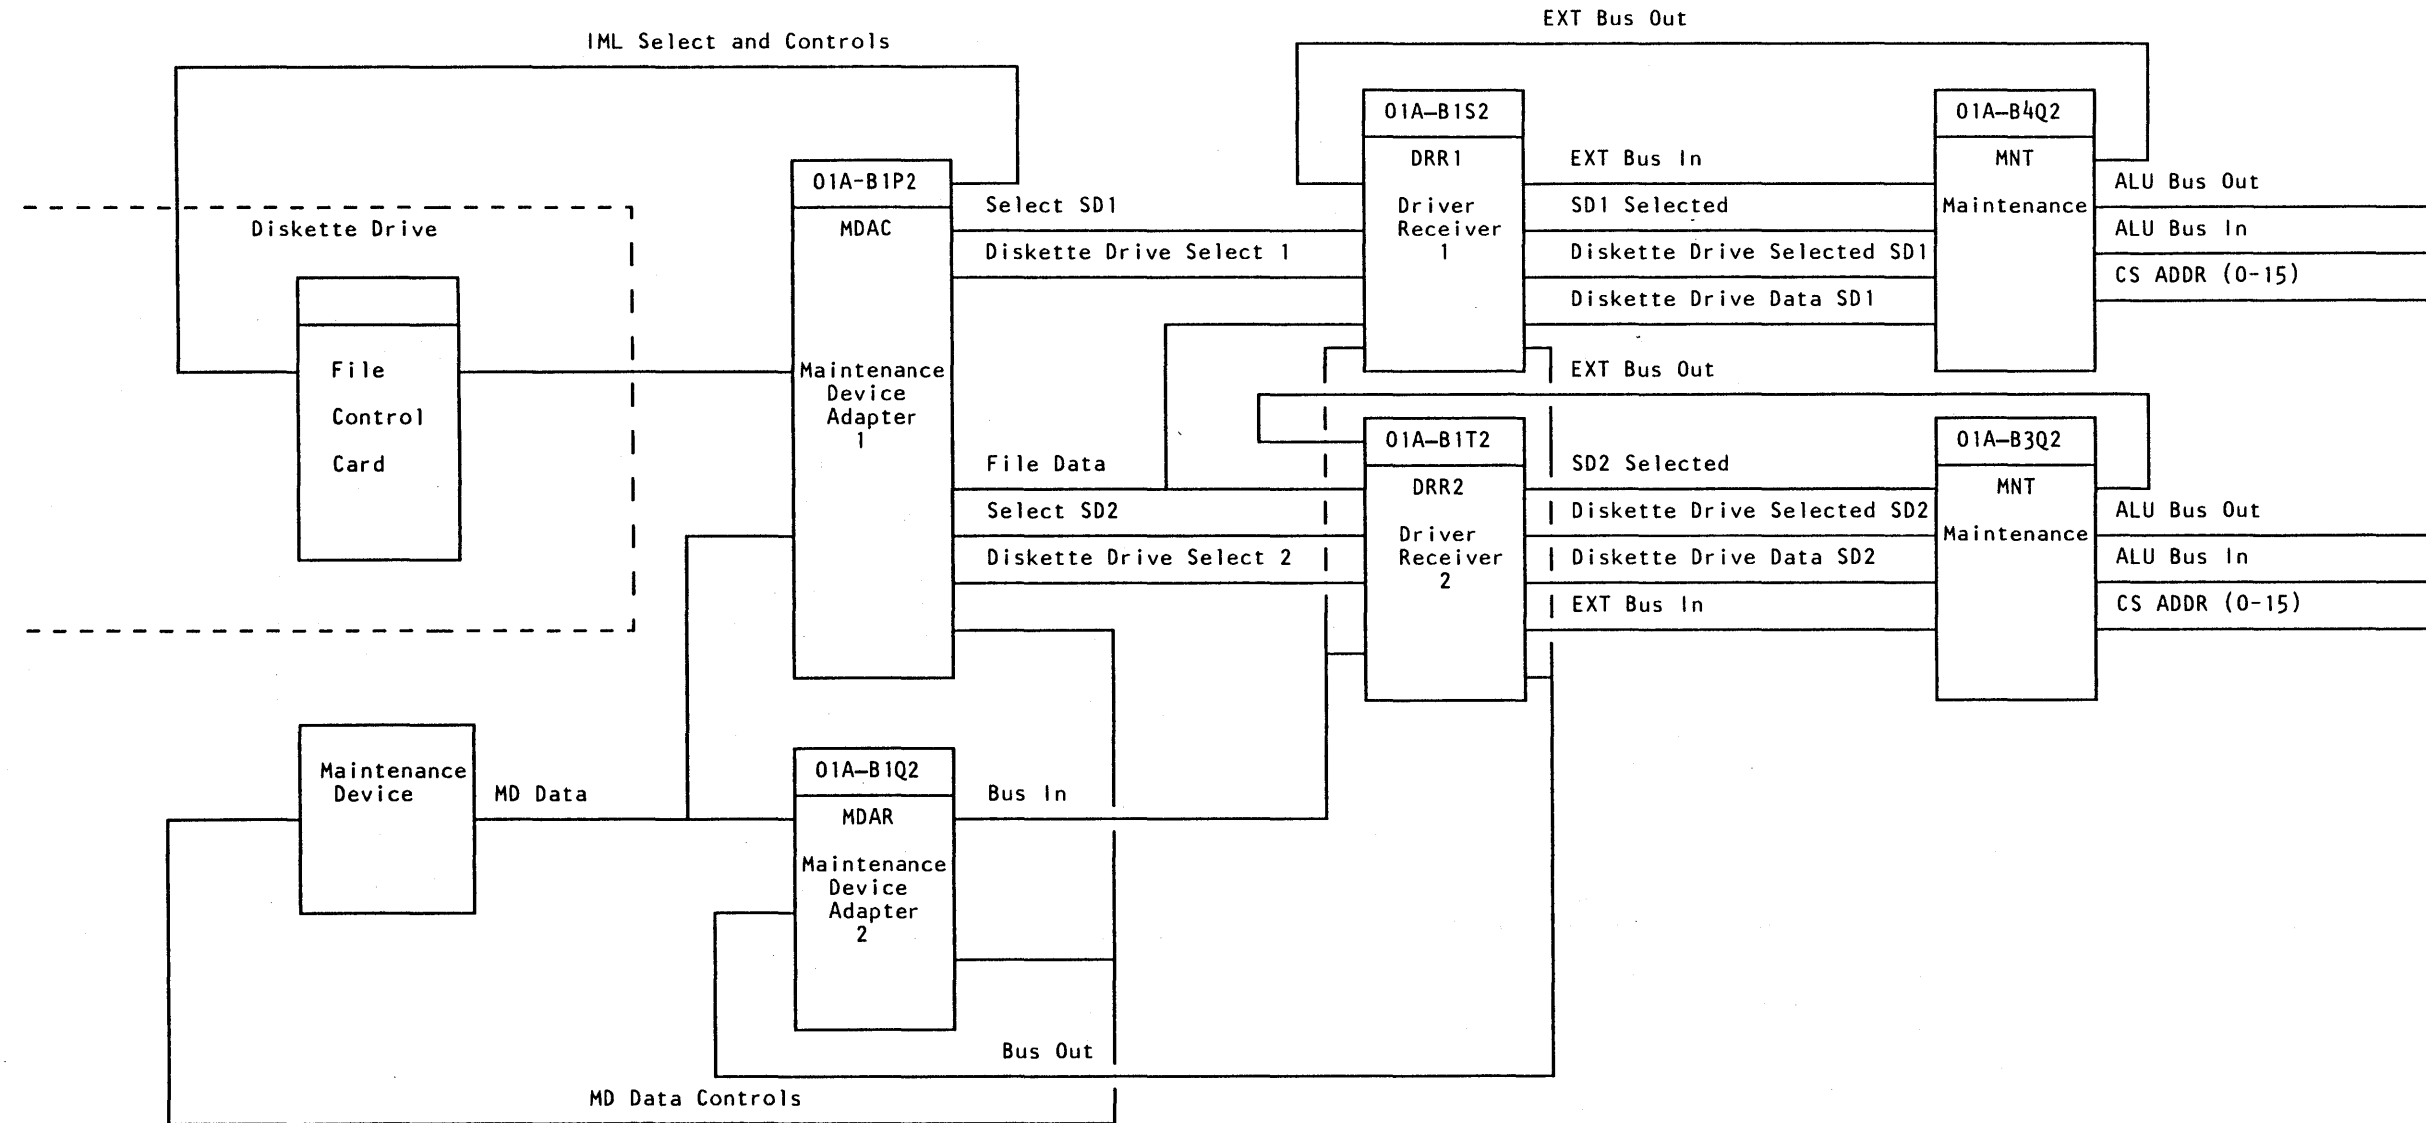 EXT Bus Out
IML Select and Controls
01A-B1S2
01A-B4Q2
DRR1
Driver
Receiver
1
EXT Bus In
SD1 Selected
Diskette Drive Selected SD1
Diskette Drive Data SD1
MNT
Maintenance
ALU Bus Out
ALU Bus In
CS ADDR (0-15)
01A-B1P2
MDAC
Maintenance
Device
Adapter
1
Select SD1
Diskette Drive Select 1
Diskette Drive
File
Control
Card
EXT Bus Out
01A-B1T2
01A-B3Q2
File Data
Select SD2
Diskette Drive Select 2
DRR2
Driver
Receiver
2
SD2 Selected
Diskette Drive Selected SD2
Diskette Drive Data SD2
EXT Bus In
MNT
Maintenance
ALU Bus Out
ALU Bus In
CS ADDR (0-15)
Maintenance
Device
MD Data
01A-B1Q2
MDAR
Maintenance
Device
Adapter
2
Bus In
Bus Out
MD Data Controls